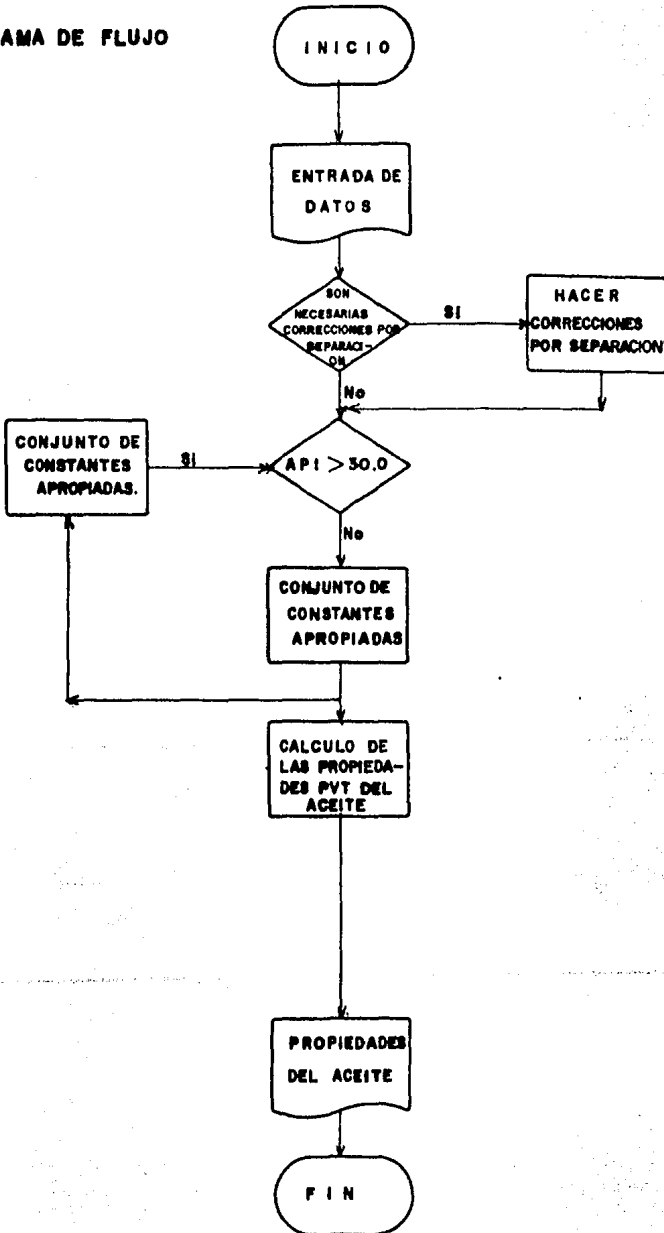 AMA DE FLUJO
INICIO
ENTRADA DE
DATOS
SON
NECESARIAS
CORRECCIONES POR
SEPARACI-
ON
SI
HACER
CORRECCIONES
POR SEPARACION
No
CONJUNTO DE
CONSTANTES
APROPIADAS.
SI
API > 30.0
No
CONJUNTO DE
CONSTANTES
APROPIADAS
CALCULO DE
LAS PROPIEDA-
DES PVT DEL
ACEITE
PROPIEDADES
DEL ACEITE
FIN